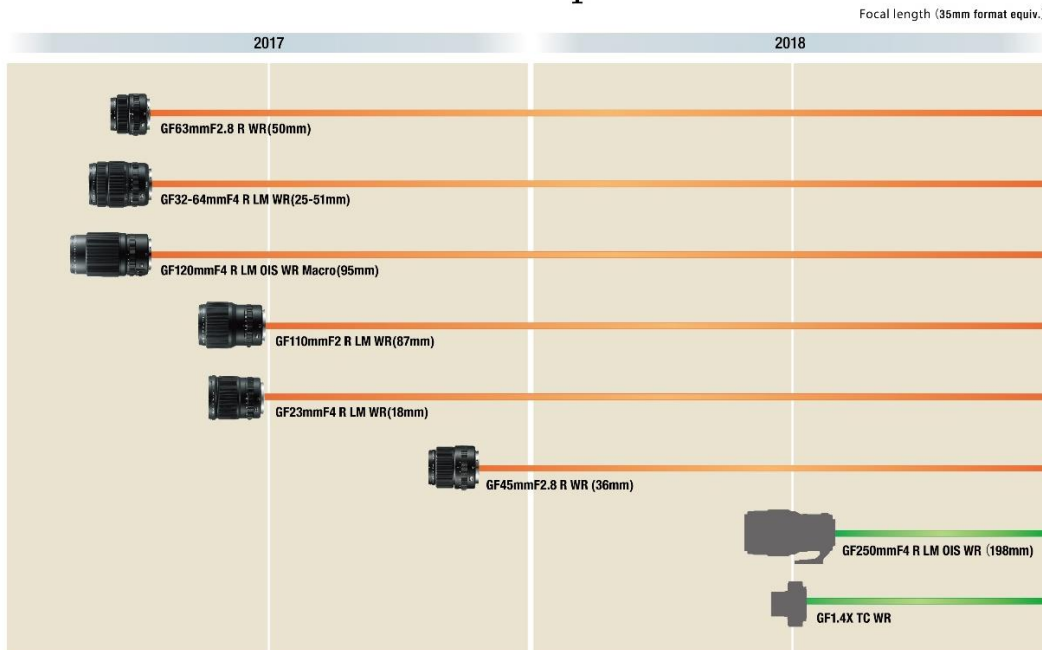 Focal length (35mm format equiv.)
2017
2018
GF63mmF2.8 R WR(50mm)
GF32-64mmF4 R LM WR(25-51mm)
GF120mmF4 R LM OIS WR Macro(95mm)
GF110mmF2 R LM WR(87mm)
GF23mmF4 R LM WR(18mm)
GF45mmF2.8 R WR (36mm)
GF250mmF4 R LM OIS WR (198mm)
GF1.4X TC WR